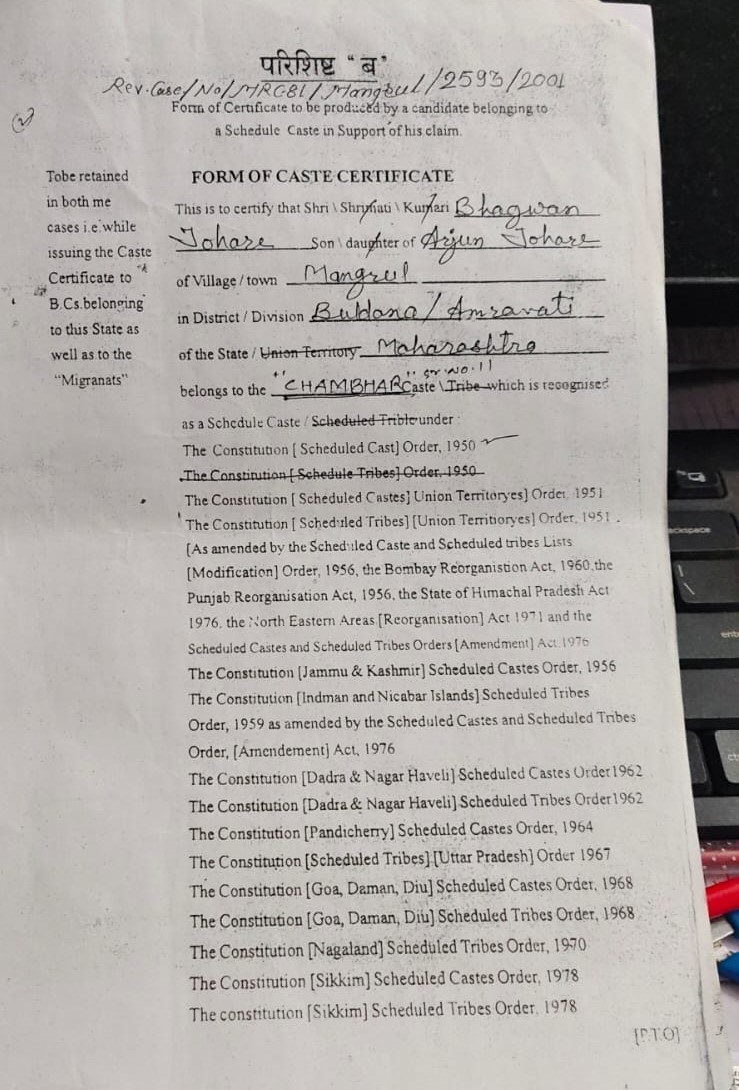 परिशिष्ट "ब"
Rev.Case/No/MRC81/Mangrul/2593/2001
Form of Certificate to be produced by a candidate belonging to
a Schedule Caste in Support of his claim.
Tobe retained
in both me
cases i.e.while
issuing the Caste
Certificate to
B.Cs.belonging
to this State as
well as to the
"Migranats"
FORM OF CASTE CERTIFICATE
This is to certify that Shri \ Shrimati \ Kumari Bhagwan
Johare Son \ daughter of Arjun Johare
of Village / town Mangrul
in District / Division Buldana / Amravati
of the State / Union Territory Maharashtra
Sr.No.11
belongs to the "CHAMBHAR" Caste \ Tribe which is recognised
as a Schedule Caste / Scheduled Trible under :
The Constitution [ Scheduled Cast] Order, 1950
The Constitution [ Schedule Tribes] Order, 1950
The Constitution [ Scheduled Castes] Union Territoryes] Order, 1951
The Constitution [ Scheduled Tribes] [Union Territioryes] Order, 1951.
[As amended by the Scheduled Caste and Scheduled tribes Lists
[Modification] Order, 1956, the Bombay Reorganistion Act, 1960,the
Punjab Reorganisation Act, 1956, the State of Himachal Pradesh Act
1976, the North Eastern Areas [Reorganisation] Act 1971 and the
Scheduled Castes and Scheduled Tribes Orders [Amendment] Act, 1976
The Constitution [Jammu & Kashmir] Scheduled Castes Order, 1956
The Constitution [Indman and Nicabar Islands] Scheduled Tribes
Order, 1959 as amended by the Scheduled Castes and Scheduled Tribes
Order, [Amendement] Act, 1976
The Constitution [Dadra & Nagar Haveli] Scheduled Castes Order1962
The Constitution [Dadra & Nagar Haveli] Scheduled Tribes Order1962
The Constitution [Pandicherry] Scheduled Castes Order, 1964
The Constitution [Scheduled Tribes] [Uttar Pradesh] Order 1967
The Constitution [Goa, Daman, Diu] Scheduled Castes Order, 1968
The Constitution [Goa, Daman, Diu] Scheduled Tribes Order, 1968
The Constitution [Nagaland] Scheduled Tribes Order, 1970
The Constitution [Sikkim] Scheduled Castes Order, 1978
The constitution [Sikkim] Scheduled Tribes Order, 1978
[P.T.O]